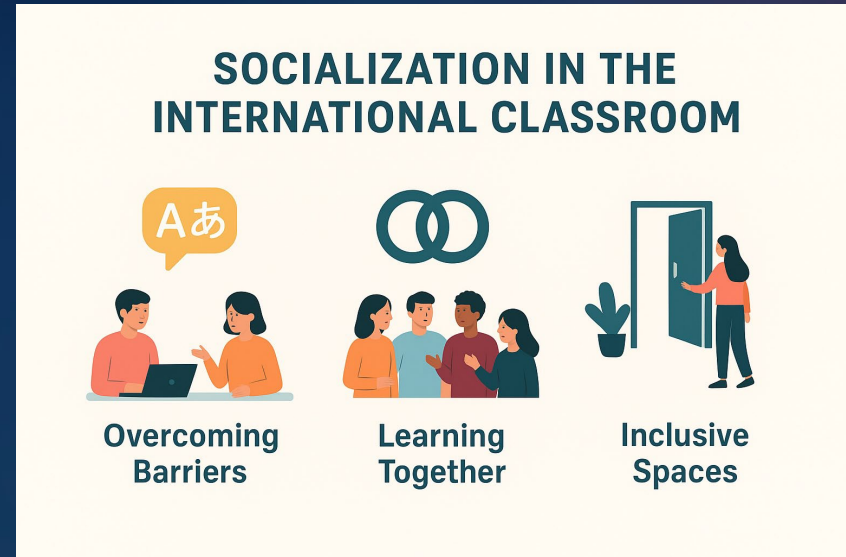 SOCIALIZATION IN THE
INTERNATIONAL CLASSROOM
Aあ
Overcoming
Barriers
Learning
Together
Inclusive
Spaces